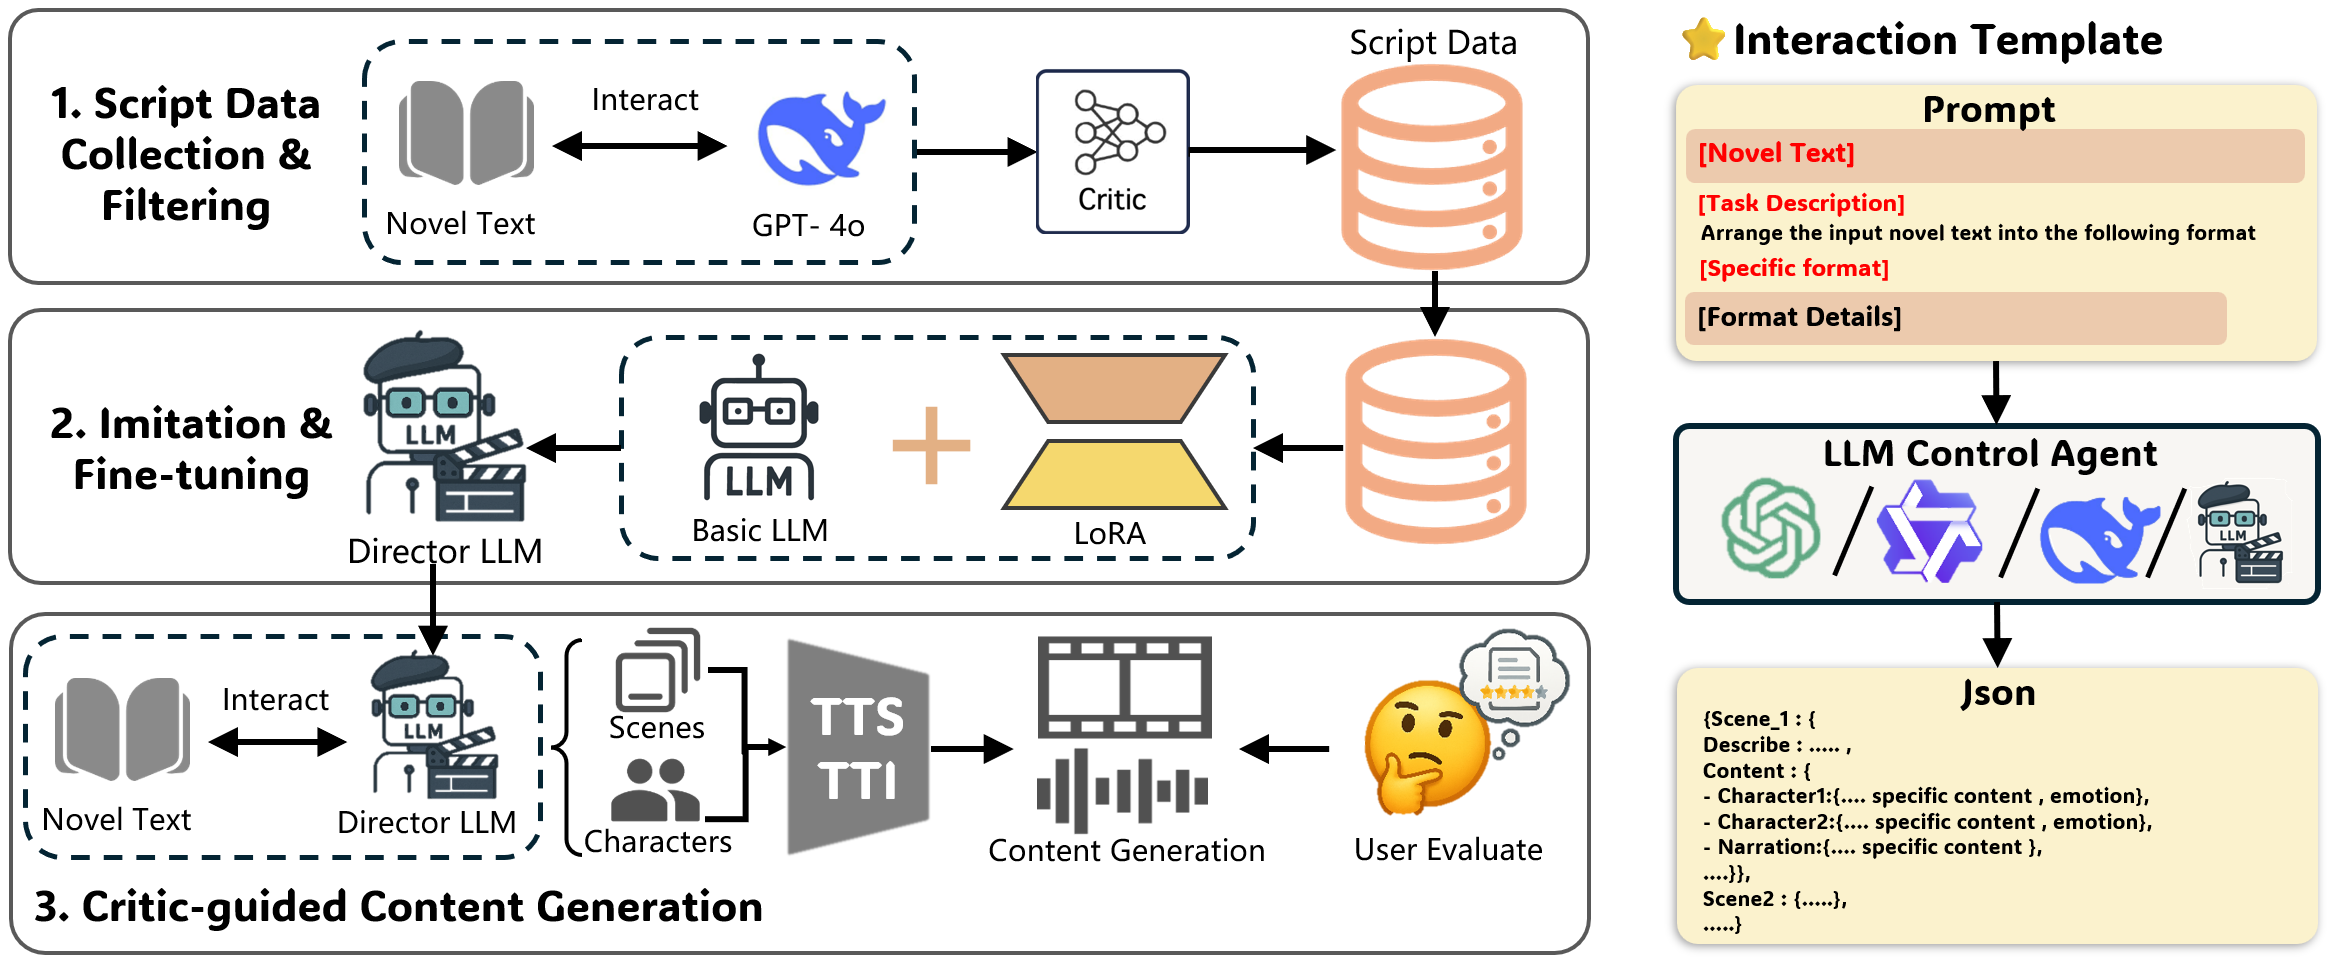 1. Script Data
Collection &
Filtering
Interact
Novel Text
GPT- 4o
Critic
Script Data
2. Imitation &
Fine-tuning
LLM
Director LLM
LLM
Basic LLM
LoRA
Interact
Novel Text
LLM
Director LLM
Scenes
Characters
TTS
TTI
Content Generation
User Evaluate
3. Critic-guided Content Generation
Interaction Template
Prompt
[Novel Text]
[Task Description]
Arrange the input novel text into the following format
[Specific format]
[Format Details]
LLM Control Agent
LLM
Json
{Scene_1 : {
Describe : ..... ,
Content : {
- Character1:{.... specific content , emotion},
- Character2:{.... specific content , emotion},
- Narration:{.... specific content },
....}},
Scene2 : {.....},
.....}